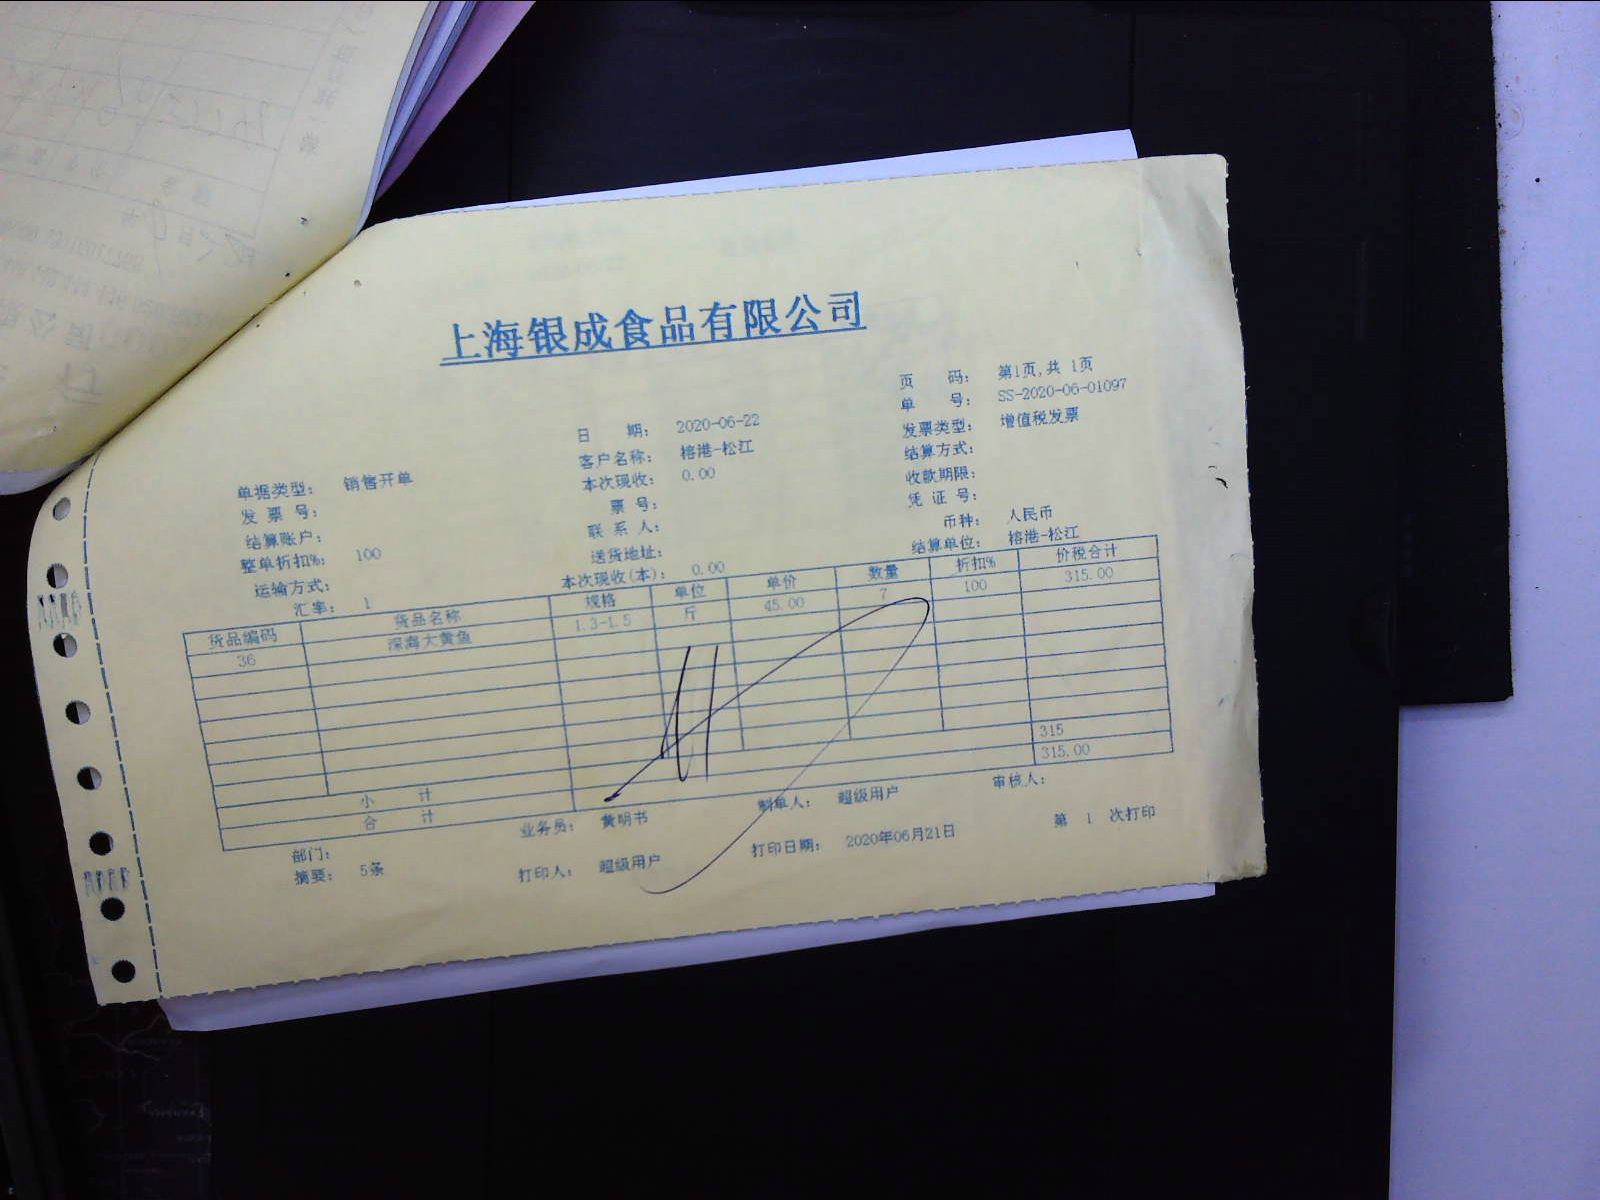 上海银成食品有限公司
页 码： 第1页,共 1页
单 号： SS-2020-06-01097
日 期： 2020-06-22 发票类型： 增值税发票
客户名称： 榕港-松江 结算方式：
单据类型： 销售开单 本次现收： 0.00 收款期限：
发 票 号： 票 号： 凭 证 号：
结算账户： 联 系 人： 币种： 人民币
整单折扣%： 100 送货地址： 结算单位： 榕港-松江
运输方式： 本次现收(本)： 0.00
汇率： 1
货品编码 货品名称 规格 单位 单价 数量 折扣% 价税合计
36 深海大黄鱼 1.3-1.5 斤 45.00 7 100 315.00
小 计 315
合 计 315.00
部门： 业务员： 黄明书 制单人： 超级用户 审核人：
摘要： 5条 打印人： 超级用户 打印日期： 2020年06月21日 第 1 次打印